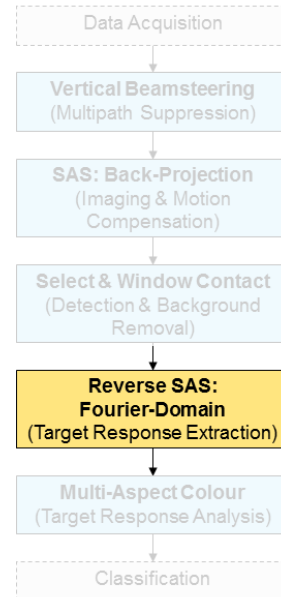 Data Acquisition
Vertical Beamsteering
(Multipath Suppression)
SAS: Back-Projection
(Imaging & Motion
Compensation)
Select & Window Contact
(Detection & Background
Removal)
Reverse SAS:
Fourier-Domain
(Target Response Extraction)
Multi-Aspect Colour
(Target Response Analysis)
Classification